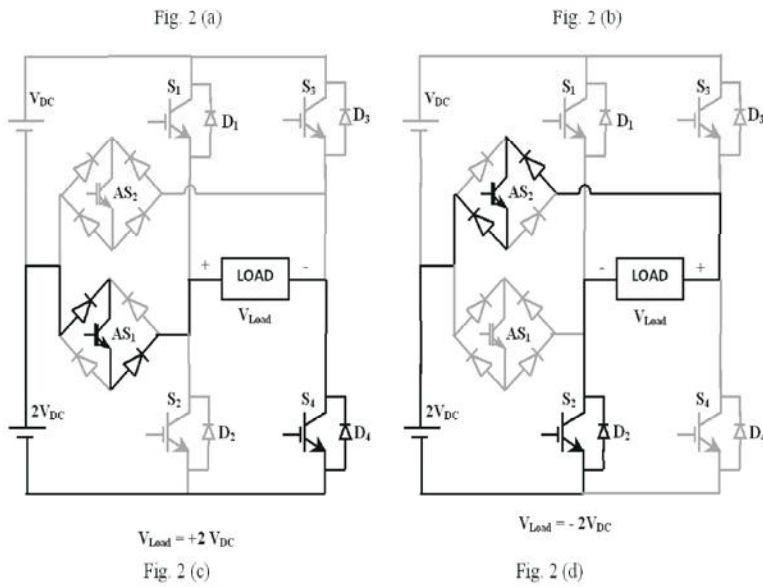 Fig. 2 (a)
Fig. 2 (b)
S1
S3
VDC
D1
D3
AS2
+
LOAD
-
VLoad
AS1
S2
S4
2VDC
D2
D4
VLoad = +2 VDC
Fig. 2 (c)
S1
S3
VDC
D1
D3
AS2
-
LOAD
+
VLoad
AS1
S2
S4
2VDC
D2
VLoad = - 2VDC
Fig. 2 (d)